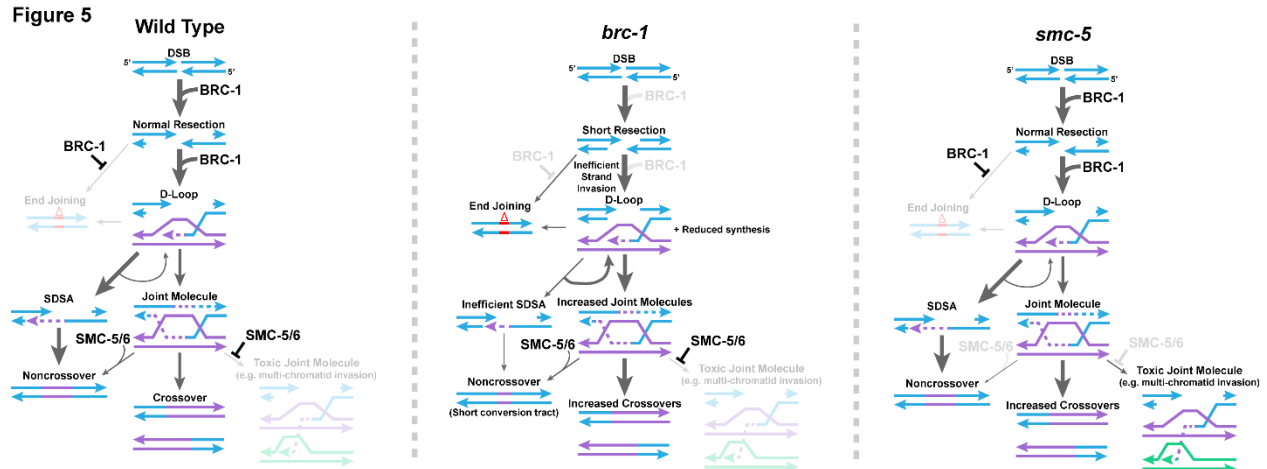 Figure 5
Wild Type
DSB
5'
5'
BRC-1
Normal Resection
BRC-1
BRC-1
D-Loop
End Joining
Δ
SDSA
Joint Molecule
SMC-5/6
SMC-5/6
Toxic Joint Molecule
(e.g. multi-chromatid invasion)
Noncrossover
Crossover
brc-1
DSB
5'
5'
BRC-1
Short Resection
BRC-1
BRC-1
Inefficient
Strand
Invasion
D-Loop
End Joining
Δ
+ Reduced synthesis
Inefficient SDSA
Increased Joint Molecules
SMC-5/6
SMC-5/6
Toxic Joint Molecule
(e.g. multi-chromatid invasion)
Noncrossover
(Short conversion tract)
Increased Crossovers
smc-5
DSB
5'
5'
BRC-1
Normal Resection
BRC-1
BRC-1
D-Loop
End Joining
Δ
SDSA
Joint Molecule
SMC-5/6
SMC-5/6
Toxic Joint Molecule
(e.g. multi-chromatid invasion)
Noncrossover
Increased Crossovers